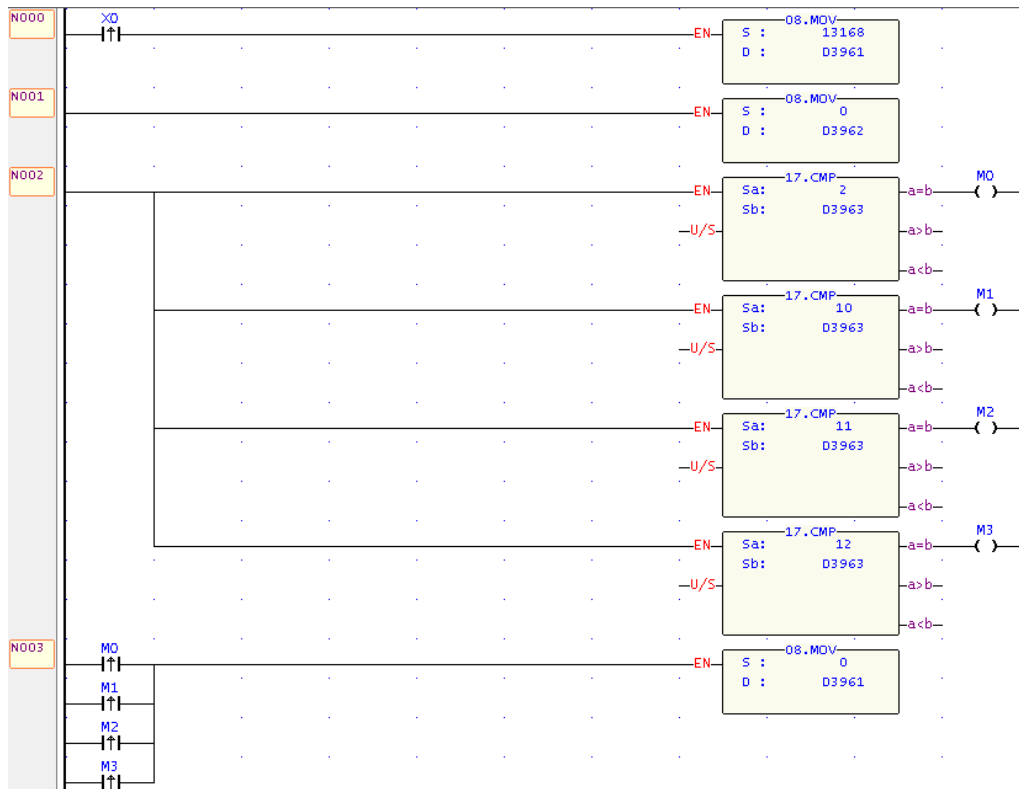 N000 X0 08.MOV
EN S : 13168
D : D3961
N001 08.MOV
EN S : 0
D : D3962
N002 17.CMP M0
EN Sa: 2 a=b ( )
Sb: D3963
U/S a>b
a<b
17.CMP M1
EN Sa: 10 a=b ( )
Sb: D3963
U/S a>b
a<b
17.CMP M2
EN Sa: 11 a=b ( )
Sb: D3963
U/S a>b
a<b
17.CMP M3
EN Sa: 12 a=b ( )
Sb: D3963
U/S a>b
a<b
N003 M0 08.MOV
EN S : 0
D : D3961
M1
M2
M3